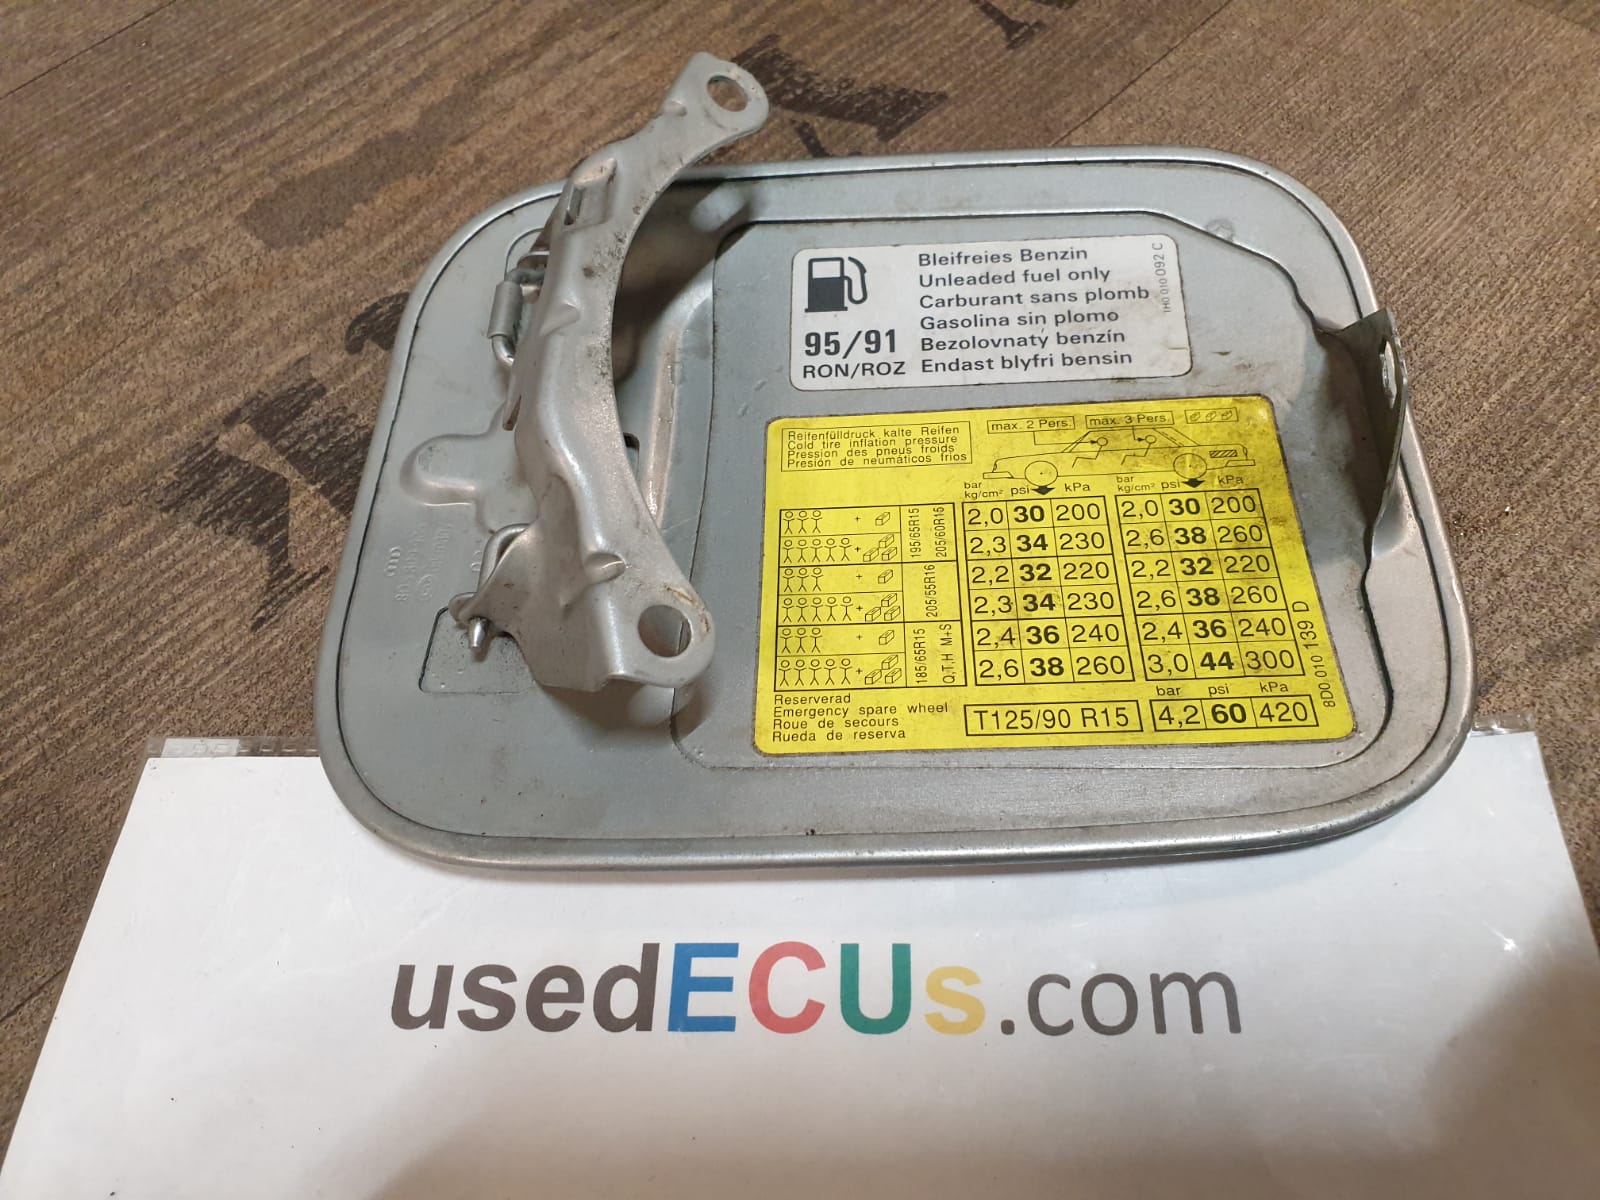 Bleifreies Benzin
Unleaded fuel only
Carburant sans plomb
Gasolina sin plomo
95/91 Bezolovnatý benzín
RON/ROZ Endast blyfri bensin
1H0 010 092 C
Reifenfülldruck kalte Reifen
Cold tire inflation pressure
Pression des pneus froids
Presión de neumáticos frios
max. 2 Pers. max. 3 Pers.
bar psi kPa bar psi kPa
kg/cm² kg/cm²
195/65R15
205/60R15
2,0 30 200 2,0 30 200
2,3 34 230 2,6 38 260
205/55R16
2,2 32 220 2,2 32 220
2,3 34 230 2,6 38 260
185/65R15
Q,T,H M+S
2,4 36 240 2,4 36 240
2,6 38 260 3,0 44 300
Reserverad
Emergency spare wheel
Roue de secours
Rueda de reserva
T125/90 R15
bar psi kPa
4,2 60 420
8D0 010 139 D
usedECUs.com